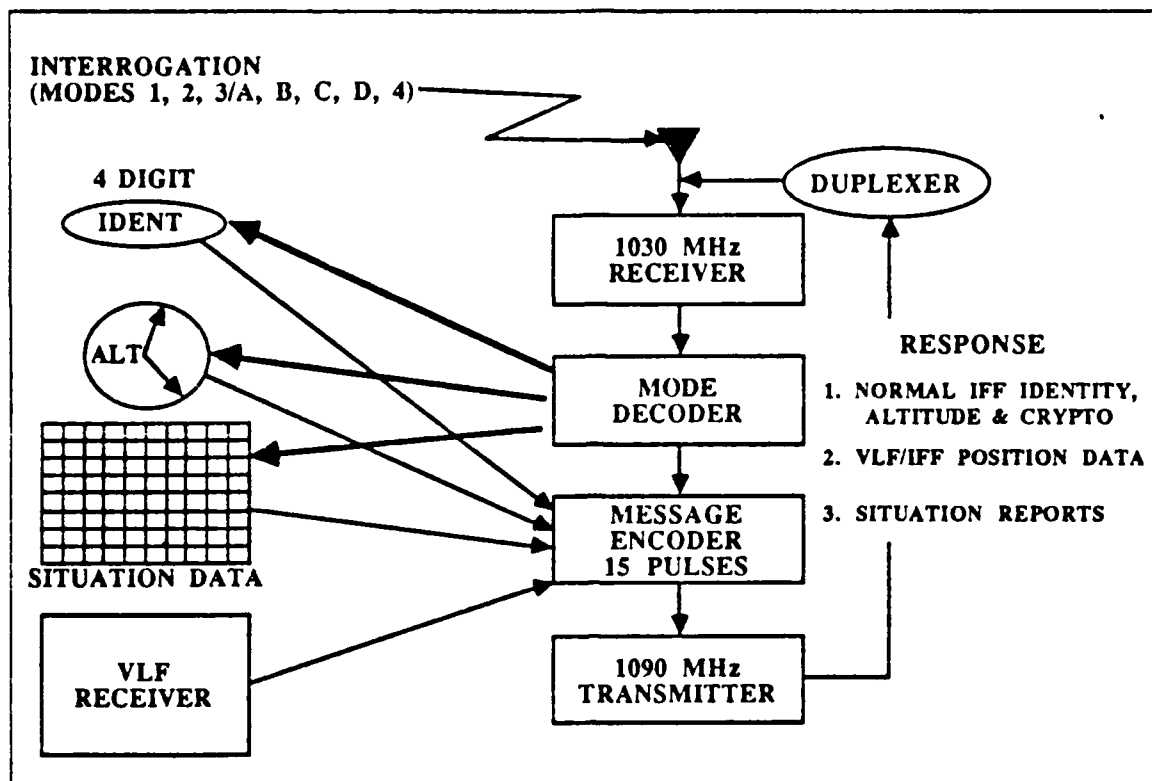 INTERROGATION
(MODES 1, 2, 3/A, B, C, D, 4)
4 DIGIT
IDENT
DUPLEXER
1030 MHz
RECEIVER
ALT
MODE
DECODER
RESPONSE
1. NORMAL IFF IDENTITY,
ALTITUDE & CRYPTO
2. VLF/IFF POSITION DATA
3. SITUATION REPORTS
SITUATION DATA
MESSAGE
ENCODER
15 PULSES
VLF
RECEIVER
1090 MHz
TRANSMITTER